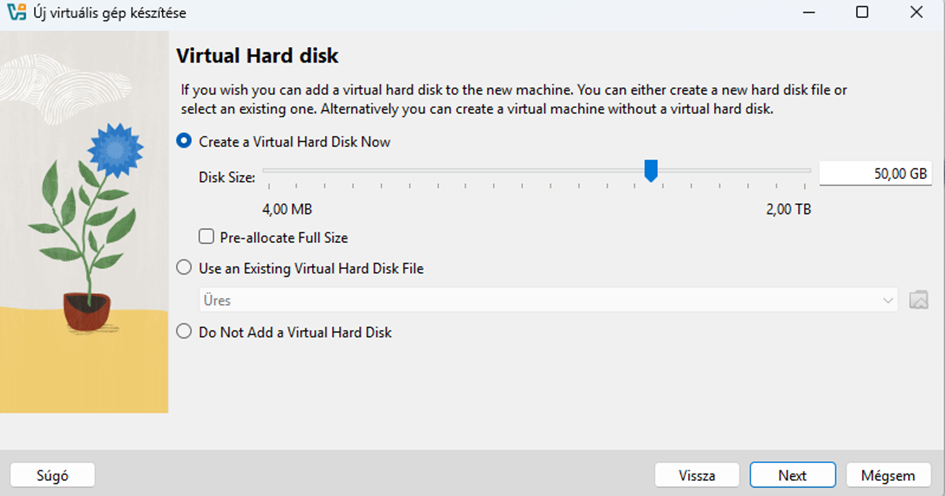 Új virtuális gép készítése
Virtual Hard disk
If you wish you can add a virtual hard disk to the new machine. You can either create a new hard disk file or
select an existing one. Alternatively you can create a virtual machine without a virtual hard disk.
Create a Virtual Hard Disk Now
Disk Size:
50,00 GB
4,00 MB
2,00 TB
Pre-allocate Full Size
Use an Existing Virtual Hard Disk File
Üres
Do Not Add a Virtual Hard Disk
Súgó
Vissza
Next
Mégsem